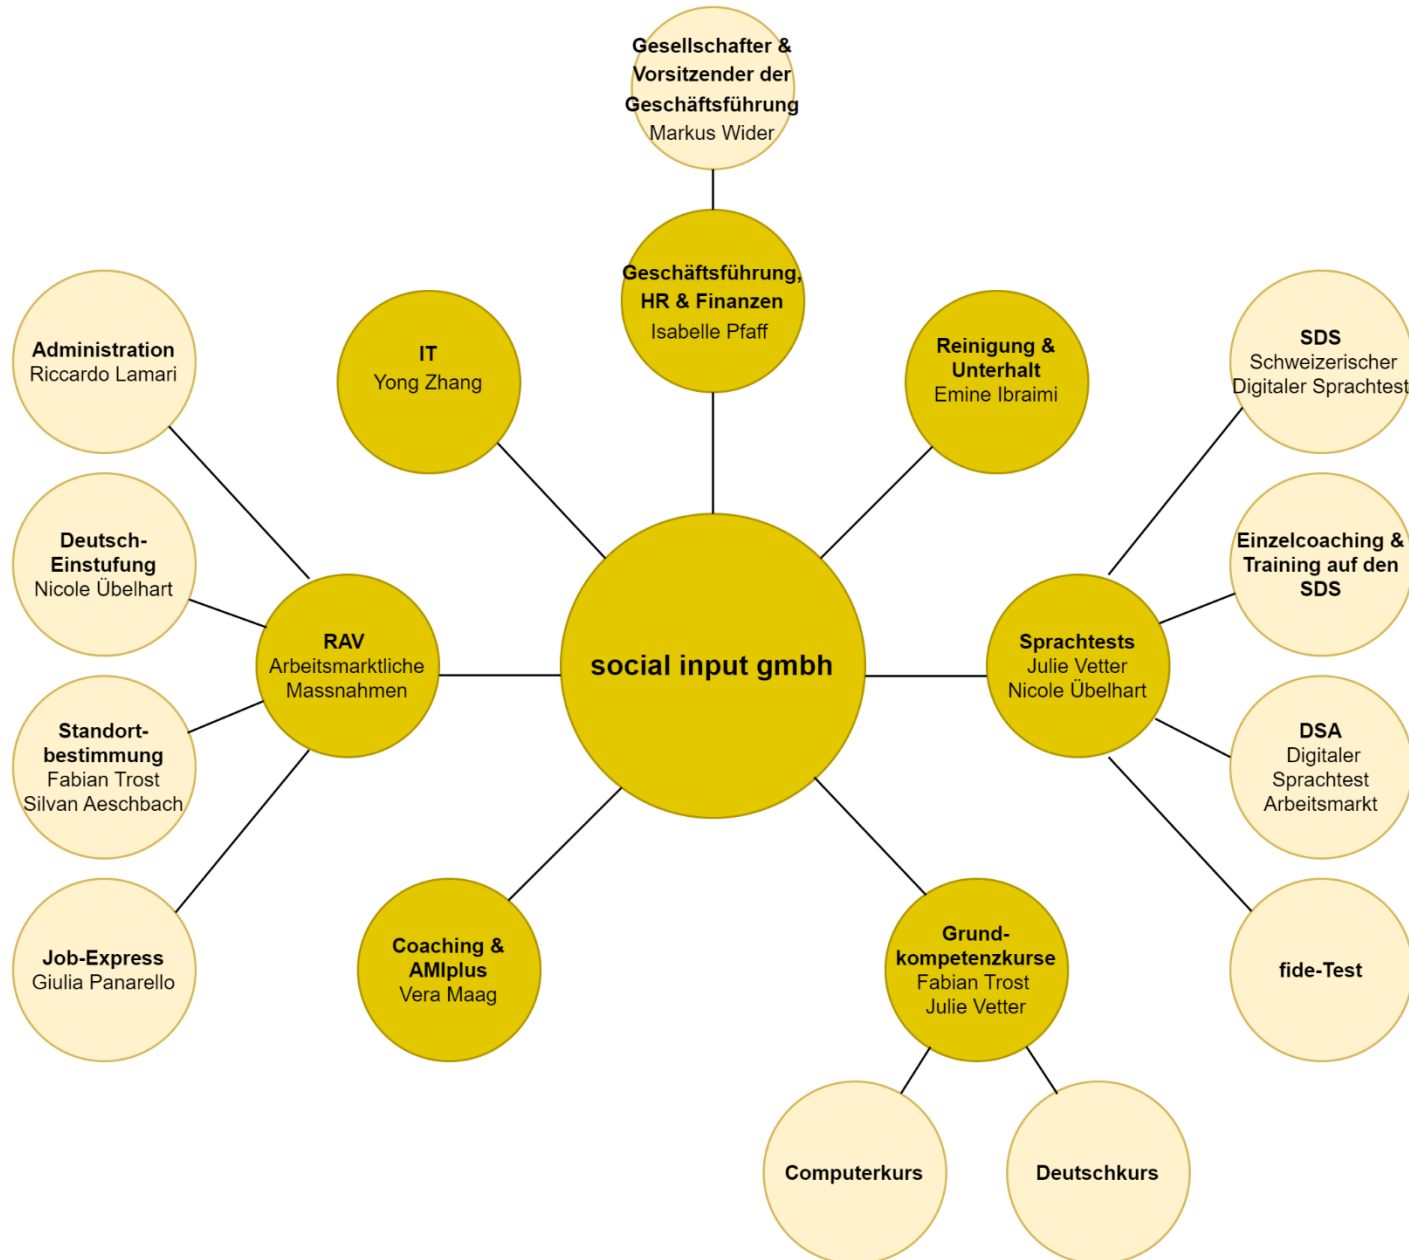 Gesellschafter &
Vorsitzender der
Geschäftsführung
Markus Wider
Geschäftsführung,
HR & Finanzen
Isabelle Pfaff
IT
Yong Zhang
Reinigung &
Unterhalt
Emine Ibraimi
Administration
Riccardo Lamari
Deutsch-
Einstufung
Nicole Übelhart
Standort-
bestimmung
Fabian Trost
Silvan Aeschbach
Job-Express
Giulia Panarello
RAV
Arbeitsmarktliche
Massnahmen
social input gmbh
Sprachtests
Julie Vetter
Nicole Übelhart
SDS
Schweizerischer
Digitaler Sprachtest
Einzelcoaching &
Training auf den
SDS
DSA
Digitaler
Sprachtest
Arbeitsmarkt
fide-Test
Coaching &
AMIplus
Vera Maag
Grund-
kompetenzkurse
Fabian Trost
Julie Vetter
Computerkurs
Deutschkurs